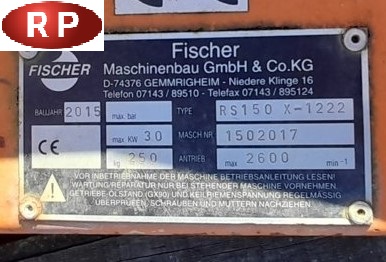 RP
FISCHER
Fischer
Maschinenbau GmbH & Co.KG
D-74376 GEMMRIGHEIM - Niedere Klinge 16
Telefon 07143 / 89510 - Telefax 07143 / 895124
BAUJAHR 2015 max. bar TYPE RS150 X-1222
CE max. KW 30 MASCH.NR. 1502017
kg 250 ANTRIEB max 2600 min -1
VOR INBETRIEBNAHME DER MASCHINE BETRIEBSANLEITUNG LESEN!
WARTUNG/REPARATUR NUR BEI STEHENDER MASCHINE VORNEHMEN.
GETRIEBE-ÖLSTAND (GX90) UND KEILRIEMENSPANNUNG REGELMÄSSIG
ÜBERPRÜFEN, SCHRAUBEN UND MUTTERN NACHZIEHEN